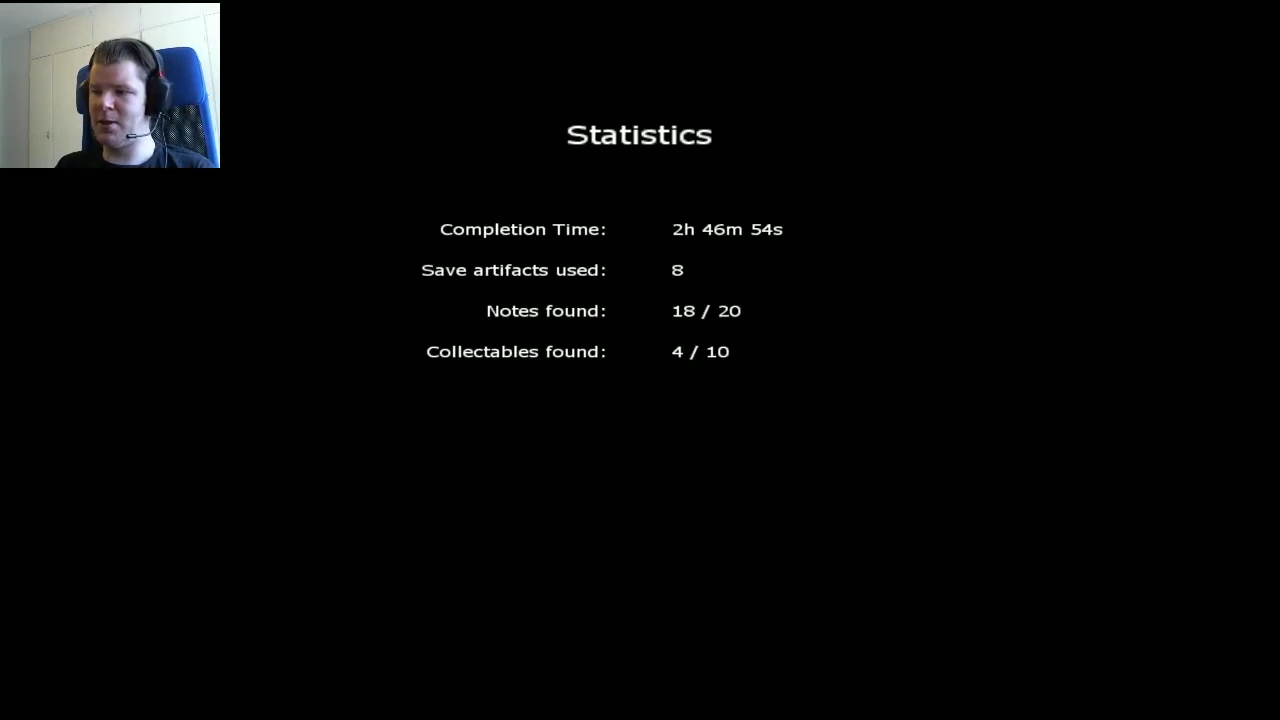 Statistics
Completion Time: 2h 46m 54s
Save artifacts used: 8
Notes found: 18 / 20
Collectables found: 4 / 10